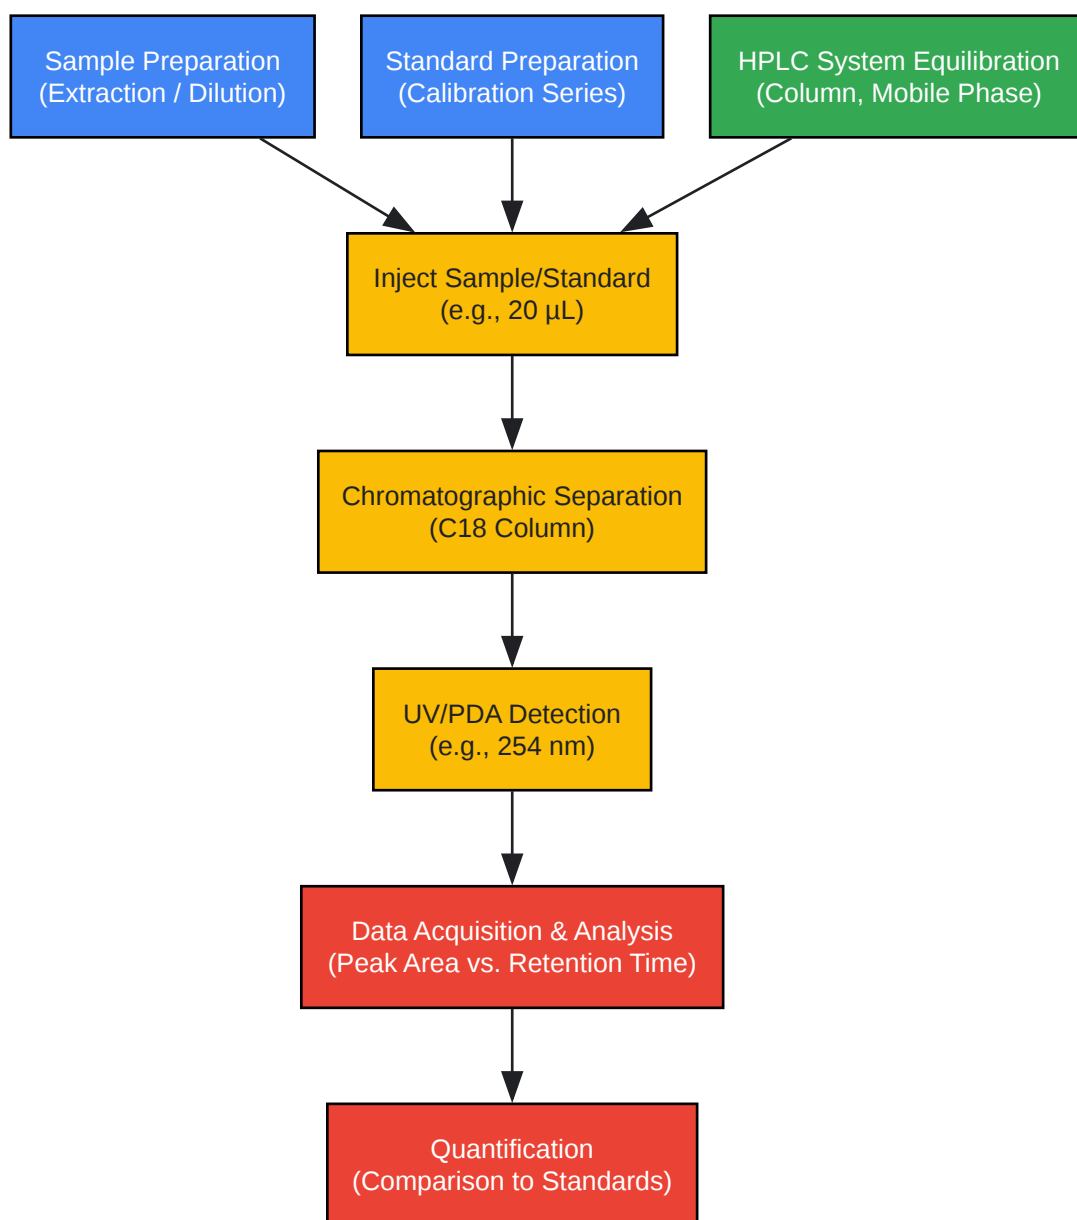 Sample Preparation
(Extraction / Dilution)
Standard Preparation
(Calibration Series)
HPLC System Equilibration
(Column, Mobile Phase)
Inject Sample/Standard
(e.g., 20 µL)
Chromatographic Separation
(C18 Column)
UV/PDA Detection
(e.g., 254 nm)
Data Acquisition & Analysis
(Peak Area vs. Retention Time)
Quantification
(Comparison to Standards)